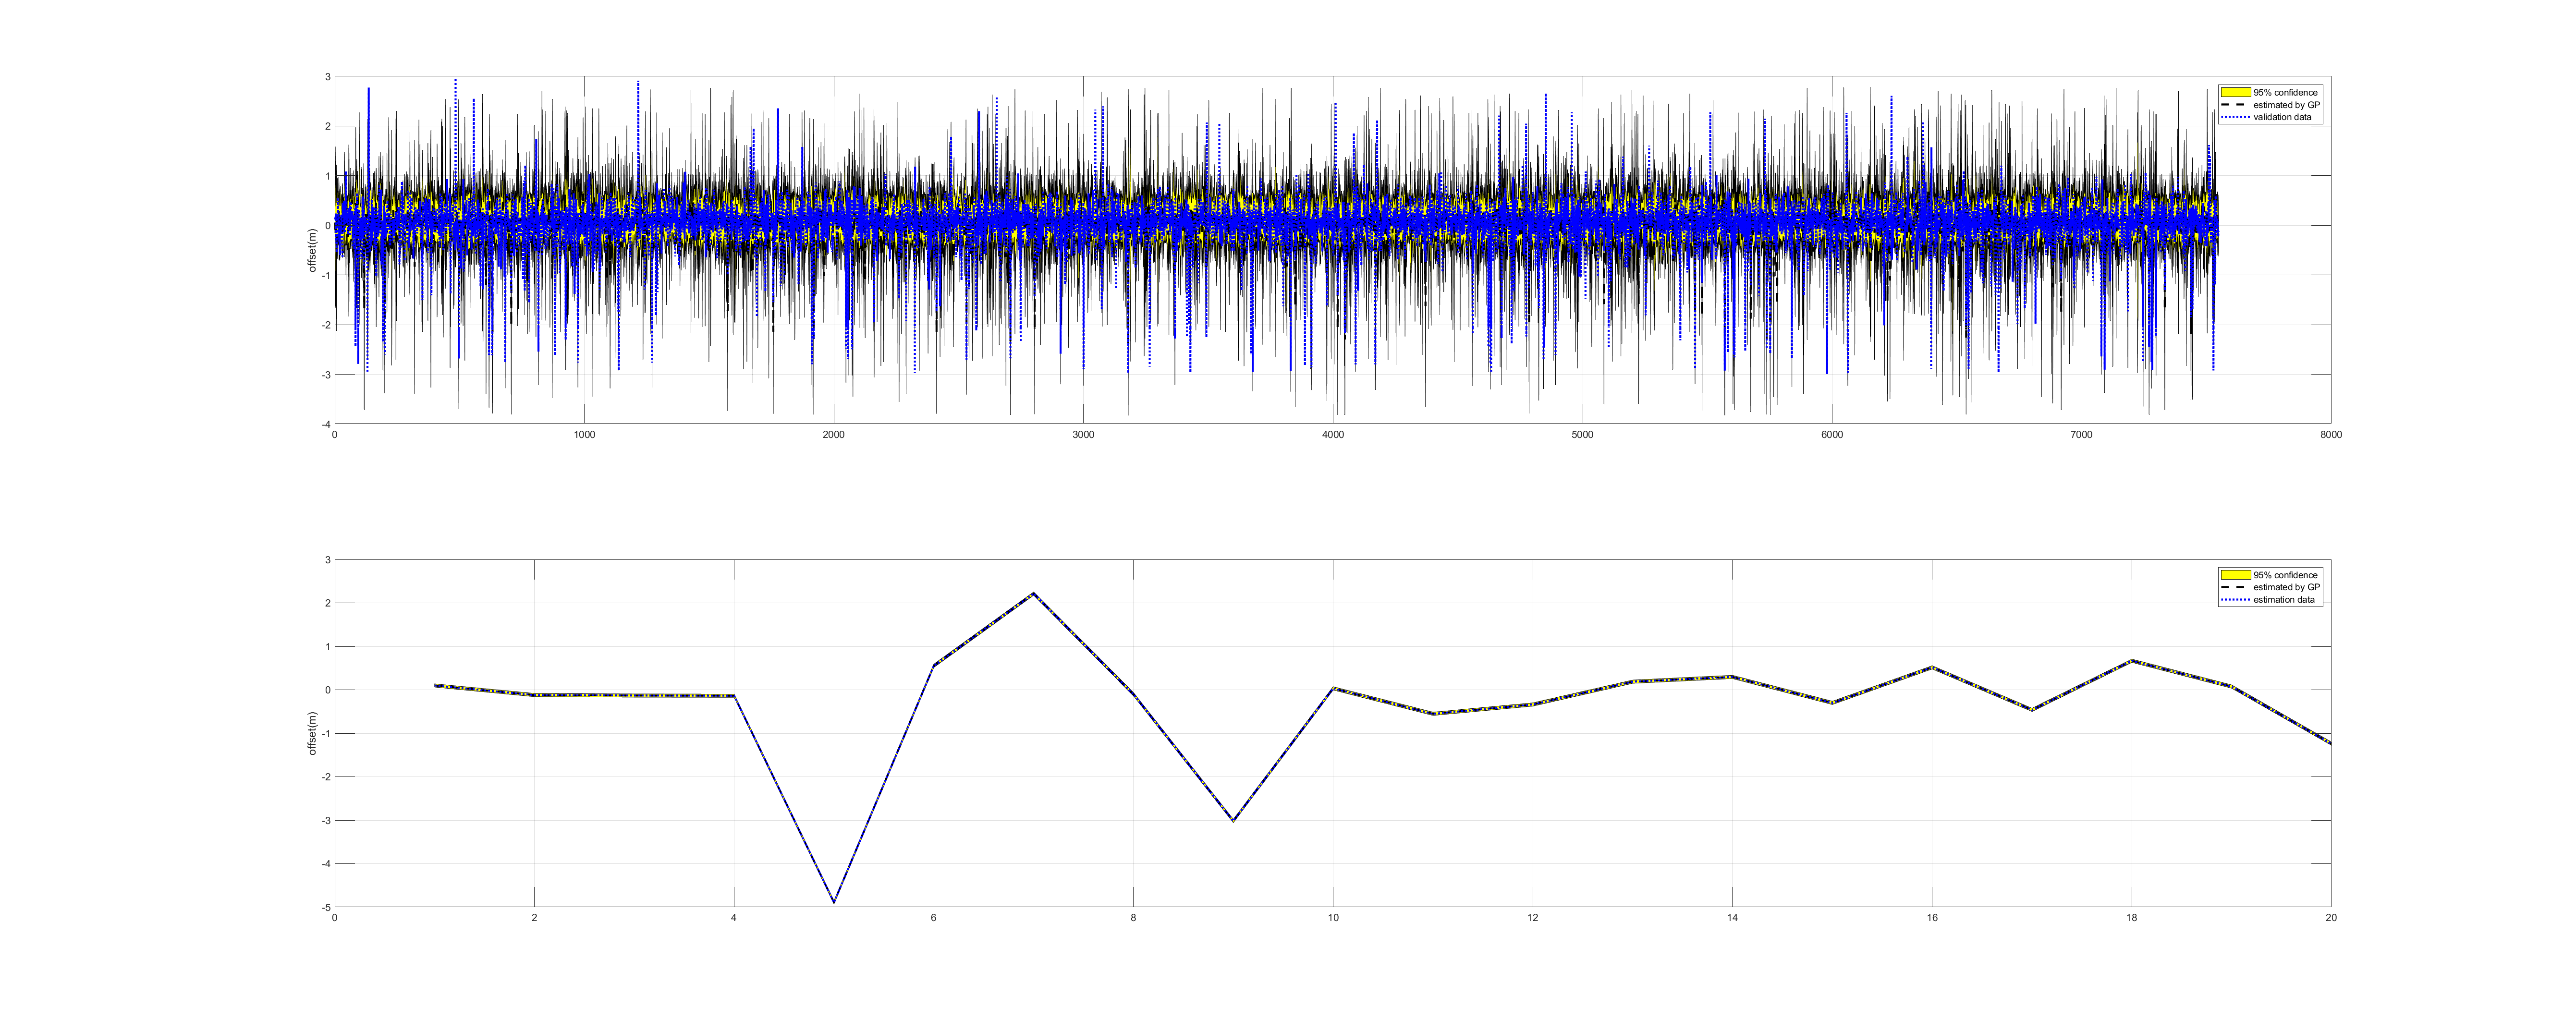 3
2
1
0
-1
-2
-3
-4
offset(m)
0 1000 2000 3000 4000 5000 6000 7000 8000
95% confidence
estimated by GP
validation data
3
2
1
0
-1
-2
-3
-4
-5
offset(m)
0 2 4 6 8 10 12 14 16 18 20
95% confidence
estimated by GP
estimation data